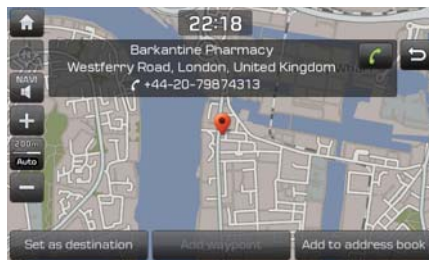 22:18
Barkantine Pharmacy
Westferry Road, London, United Kingdom
+44-20-79874313
NAVI
200m
Auto
Set as destination
Add waypoint
Add to address book